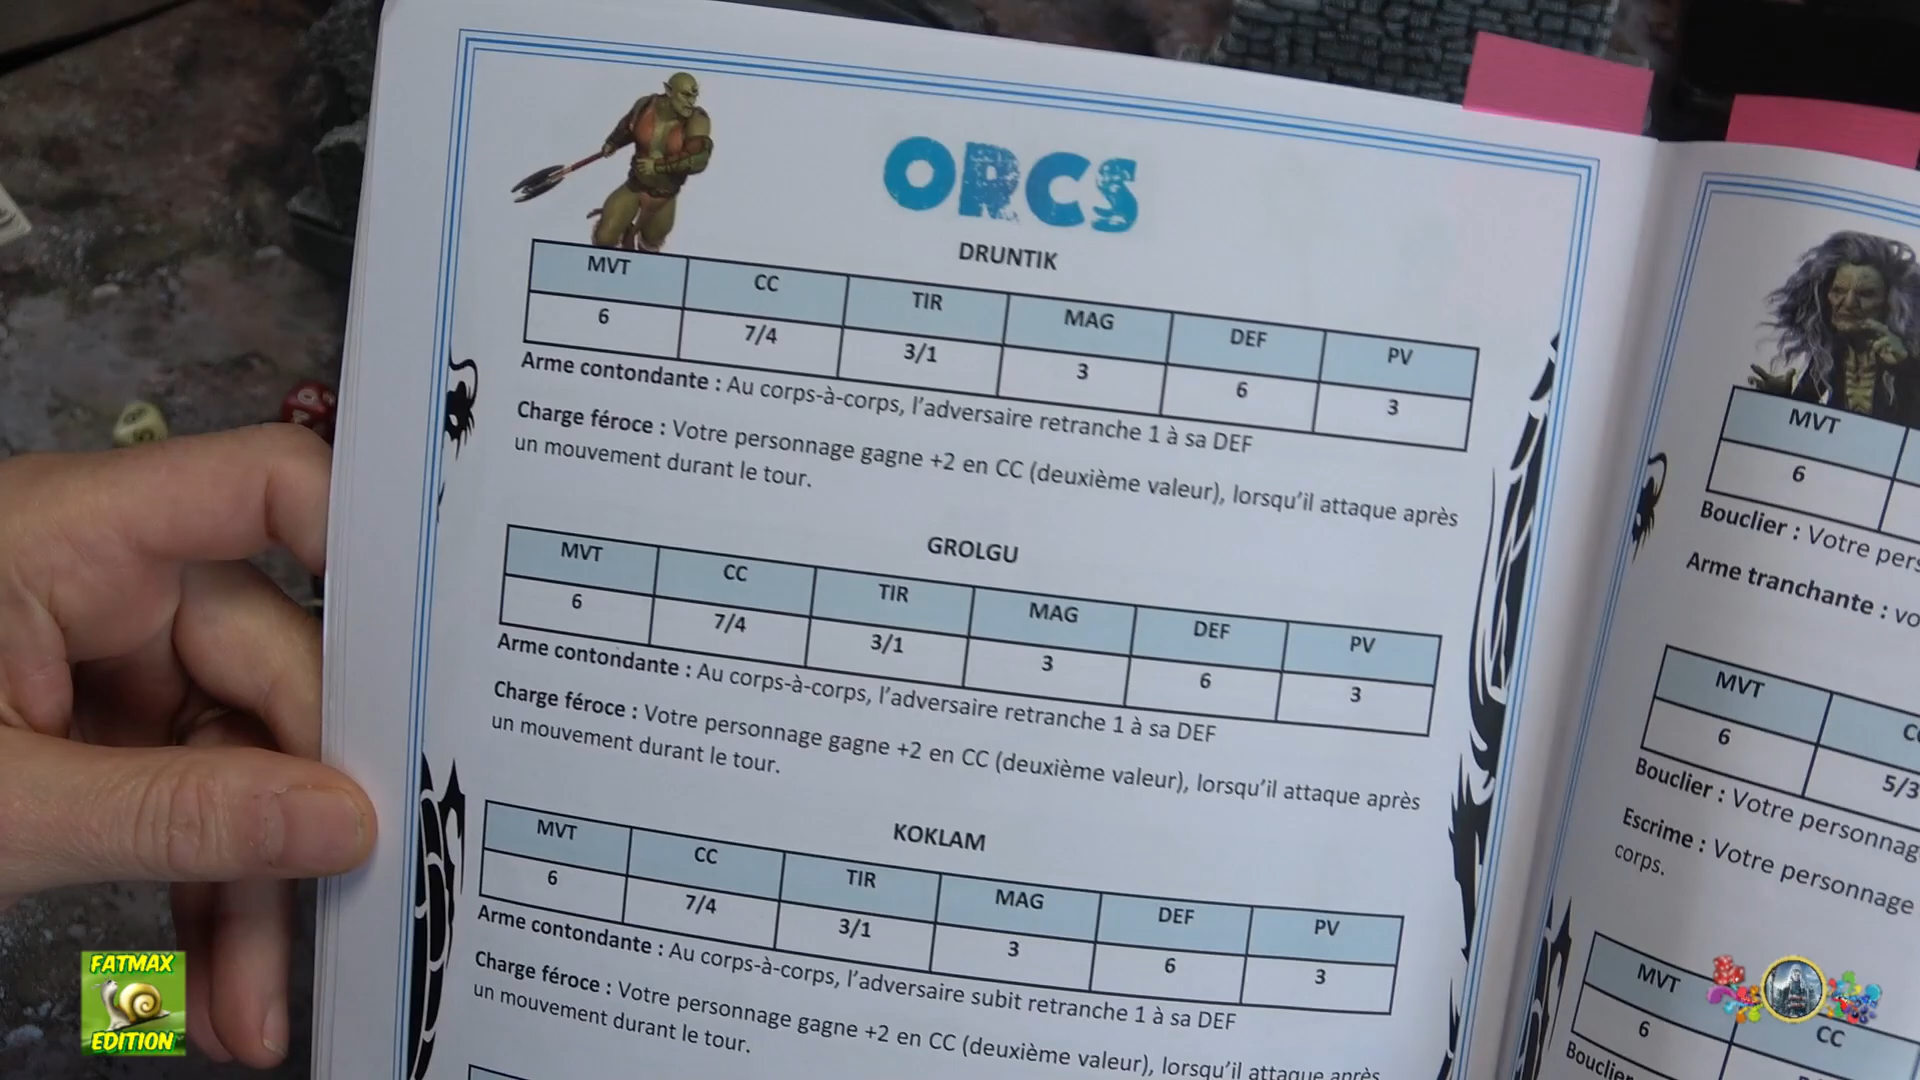 ORCS
DRUNTIK
MVT CC TIR MAG DEF PV
6 7/4 3/1 3 6 3
Arme contondante : Au corps-à-corps, l'adversaire retranche 1 à sa DEF
Charge féroce : Votre personnage gagne +2 en CC (deuxième valeur), lorsqu'il attaque après
un mouvement durant le tour.
GROLGU
MVT CC TIR MAG DEF PV
6 7/4 3/1 3 6 3
Arme contondante : Au corps-à-corps, l'adversaire retranche 1 à sa DEF
Charge féroce : Votre personnage gagne +2 en CC (deuxième valeur), lorsqu'il attaque après
un mouvement durant le tour.
KOKLAM
MVT CC TIR MAG DEF PV
6 7/4 3/1 3 6 3
Arme contondante : Au corps-à-corps, l'adversaire subit retranche 1 à sa DEF
Charge féroce : Votre personnage gagne +2 en CC (deuxième valeur), lorsqu'il attaque après
un mouvement durant le tour.
MVT
6
Bouclier : Votre
Arme tranchante :
MVT
6 5/3
Bouclier : Votre personnage
Escrime : Votre personnage
corps.
MVT CC
6
Bouclier
FATMAX
EDITION